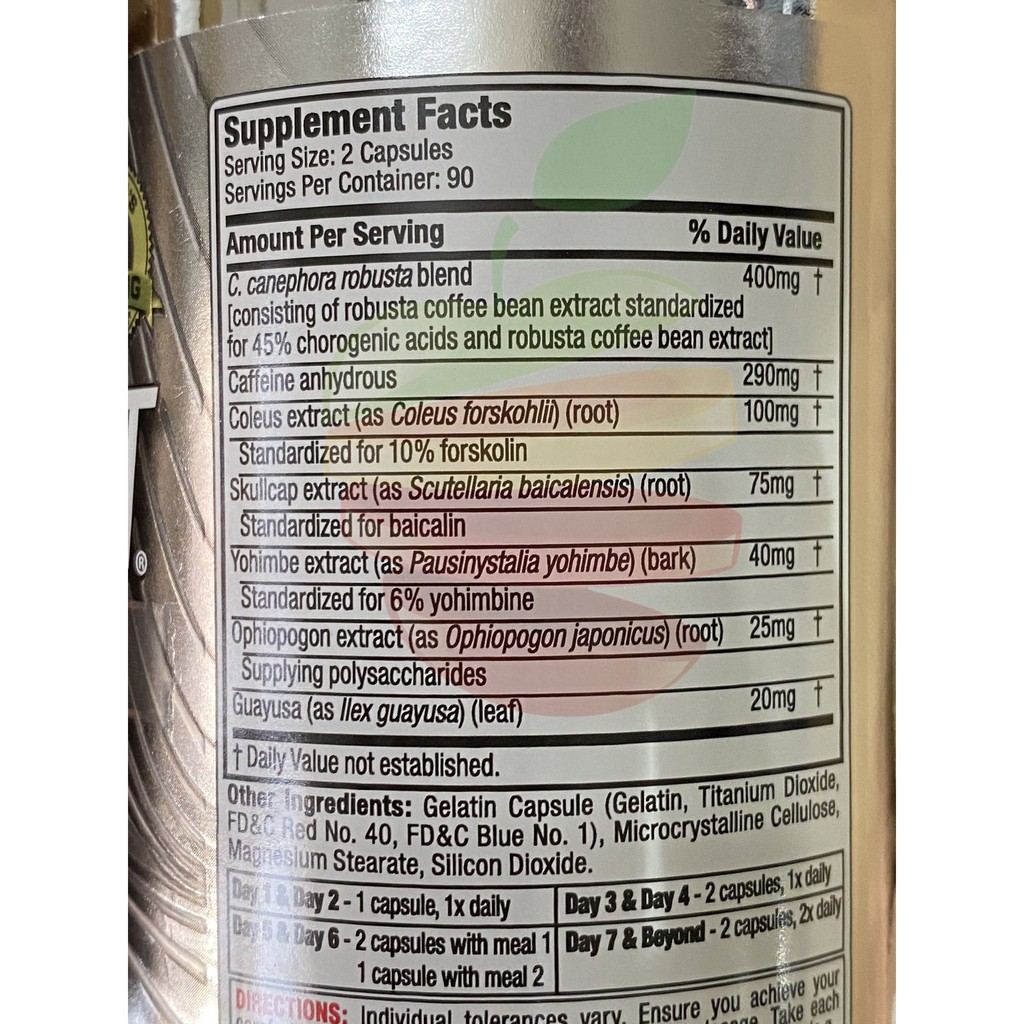 Supplement Facts
Serving Size: 2 Capsules
Servings Per Container: 90
Amount Per Serving % Daily Value
C. canephora robusta blend 400mg †
[consisting of robusta coffee bean extract standardized
for 45% chorogenic acids and robusta coffee bean extract]
Caffeine anhydrous 290mg †
Coleus extract (as Coleus forskohlii) (root) 100mg †
Standardized for 10% forskolin
Skullcap extract (as Scutellaria baicalensis) (root) 75mg †
Standardized for baicalin
Yohimbe extract (as Pausinystalia yohimbe) (bark) 40mg †
Standardized for 6% yohimbine
Ophiopogon extract (as Ophiopogon japonicus) (root) 25mg †
Supplying polysaccharides
Guayusa (as Ilex guayusa) (leaf) 20mg †
† Daily Value not established.
Other Ingredients: Gelatin Capsule (Gelatin, Titanium Dioxide,
FD&C Red No. 40, FD&C Blue No. 1), Microcrystalline Cellulose,
Magnesium Stearate, Silicon Dioxide.
Day 1 & Day 2 - 1 capsule, 1x daily
Day 3 & Day 4 - 2 capsules, 1x daily
Day 5 & Day 6 - 2 capsules with meal 1
1 capsule with meal 2
Day 7 & Beyond - 2 capsules, 2x daily
DIRECTIONS: Individual tolerances vary. Ensure you achieve your
Take each
®